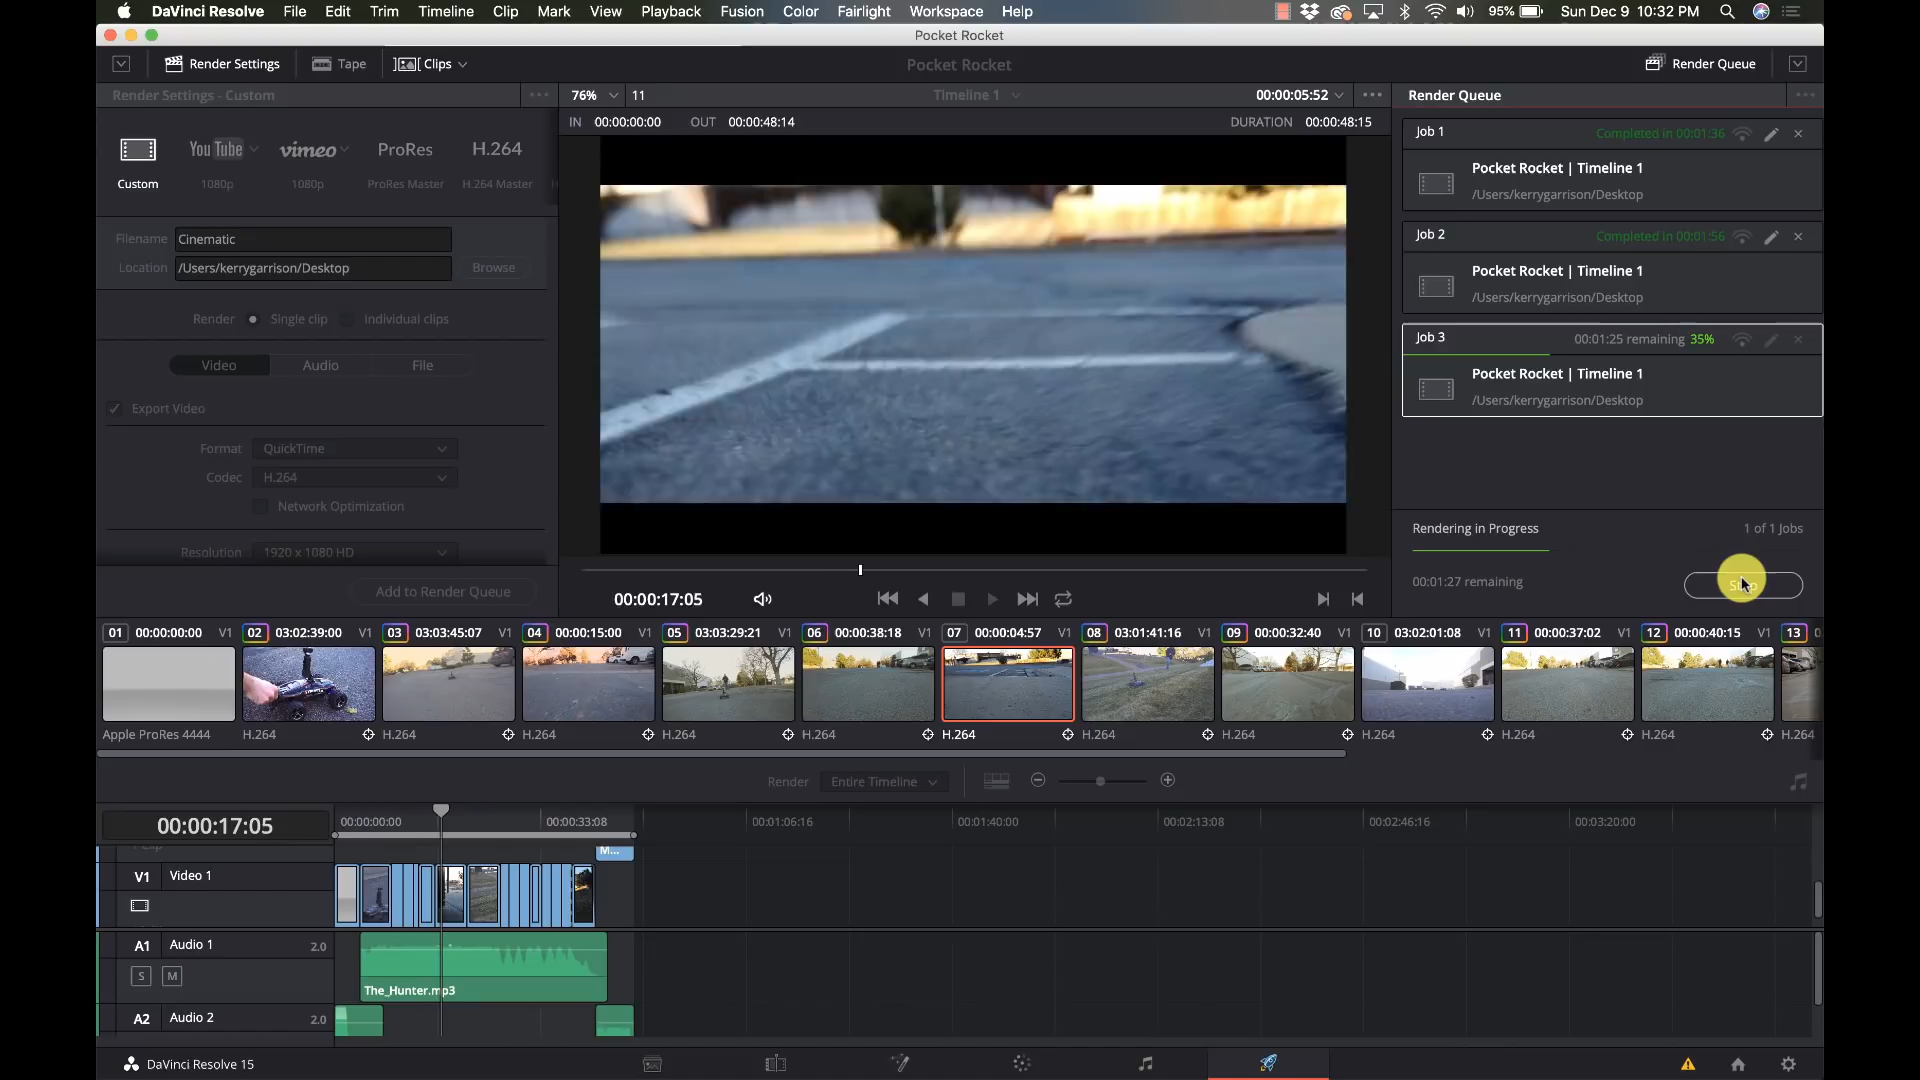 DaVinci Resolve File Edit Trim Timeline Clip Mark View Playback Fusion Color Fairlight Workspace Help 95% Sun Dec 9 10:32 PM
Pocket Rocket
Render Settings Tape Clips Pocket Rocket Render Queue
Render Settings - Custom 76% 11 Timeline 1 00:00:05:52 Render Queue
IN 00:00:00:00 OUT 00:00:48:14 DURATION 00:00:48:15
Job 1 Completed in 00:01:36
Pocket Rocket | Timeline 1
/Users/kerrygarrison/Desktop
Job 2 Completed in 00:01:56
Pocket Rocket | Timeline 1
/Users/kerrygarrison/Desktop
Job 3 00:01:25 remaining 35%
Pocket Rocket | Timeline 1
/Users/kerrygarrison/Desktop
YouTube vimeo ProRes H.264
Custom 1080p 1080p ProRes Master H.264 Master
Filename Cinematic
Location /Users/kerrygarrison/Desktop Browse
Render Single clip Individual clips
Video Audio File
Export Video
Format QuickTime
Codec H.264
Network Optimization
Resolution 1920 x 1080 HD
Add to Render Queue
Rendering in Progress 1 of 1 Jobs
00:01:27 remaining Stop
00:00:17:05
01 00:00:00:00 V1 02 03:02:39:00 V1 03 03:03:45:07 V1 04 00:00:15:00 V1 05 03:03:29:21 V1 06 00:00:38:18 V1 07 00:00:04:57 V1 08 03:01:41:16 V1 09 00:00:32:40 V1 10 03:02:01:08 V1 11 00:00:37:02 V1 12 00:00:40:15 V1 13
Apple ProRes 4444 H.264 H.264 H.264 H.264 H.264 H.264 H.264 H.264 H.264 H.264 H.264 H.264
Render Entire Timeline
00:00:17:05 00:00:00:00 00:00:33:08 00:01:06:16 00:01:40:00 00:02:13:08 00:02:46:16 00:03:20:00
M...
V1 Video 1
A1 Audio 1 2.0
S M
The_Hunter.mp3
A2 Audio 2 2.0
DaVinci Resolve 15